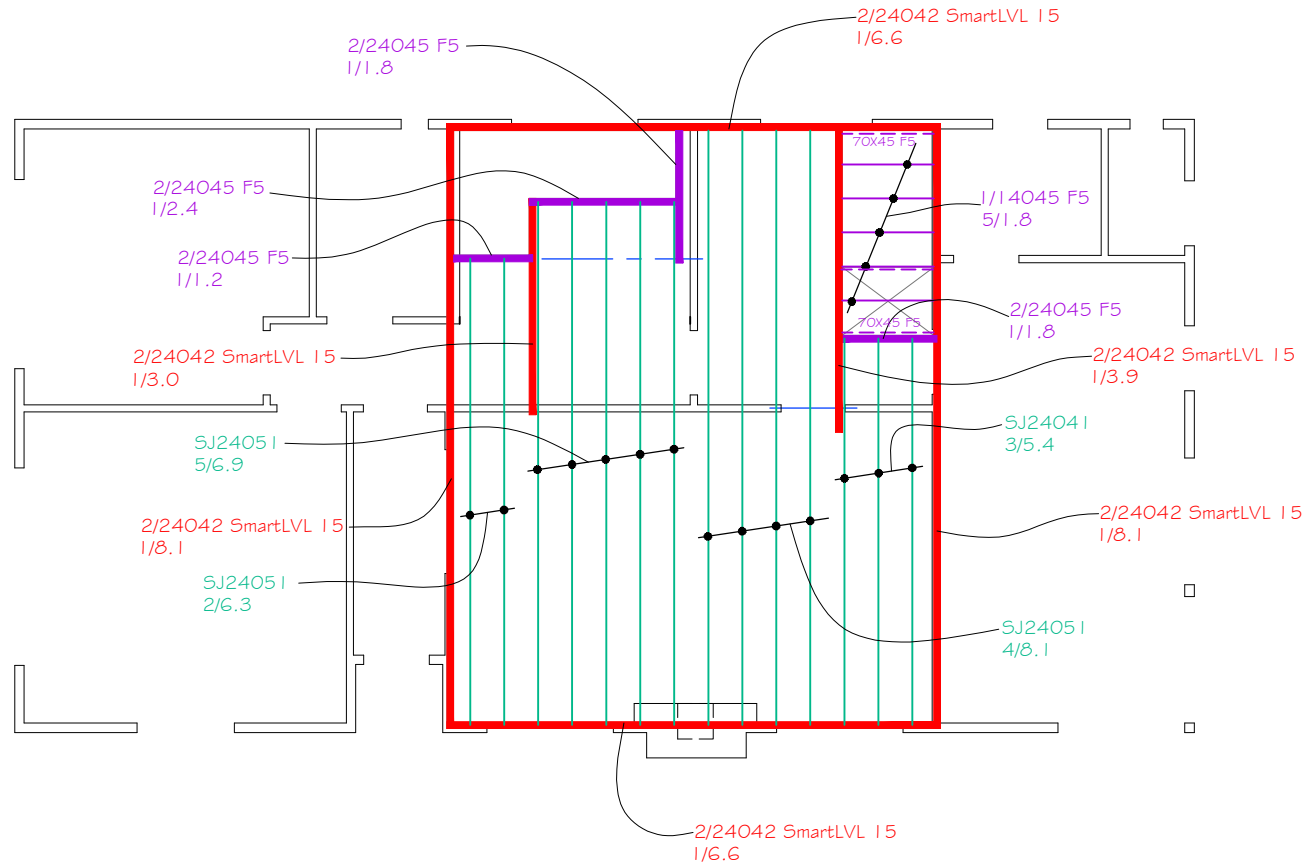 2/24042 SmartLVL 15
1/6.6
2/24045 F5
1/1.8
70X45 F5
2/24045 F5
1/2.4
1/14045 F5
5/1.8
2/24045 F5
1/1.2
2/24045 F5
1/1.8
70X45 F5
2/24042 SmartLVL 15
1/3.0
2/24042 SmartLVL 15
1/3.9
SJ24051
5/6.9
SJ24041
3/5.4
2/24042 SmartLVL 15
1/8.1
2/24042 SmartLVL 15
1/8.1
SJ24051
2/6.3
SJ24051
4/8.1
2/24042 SmartLVL 15
1/6.6